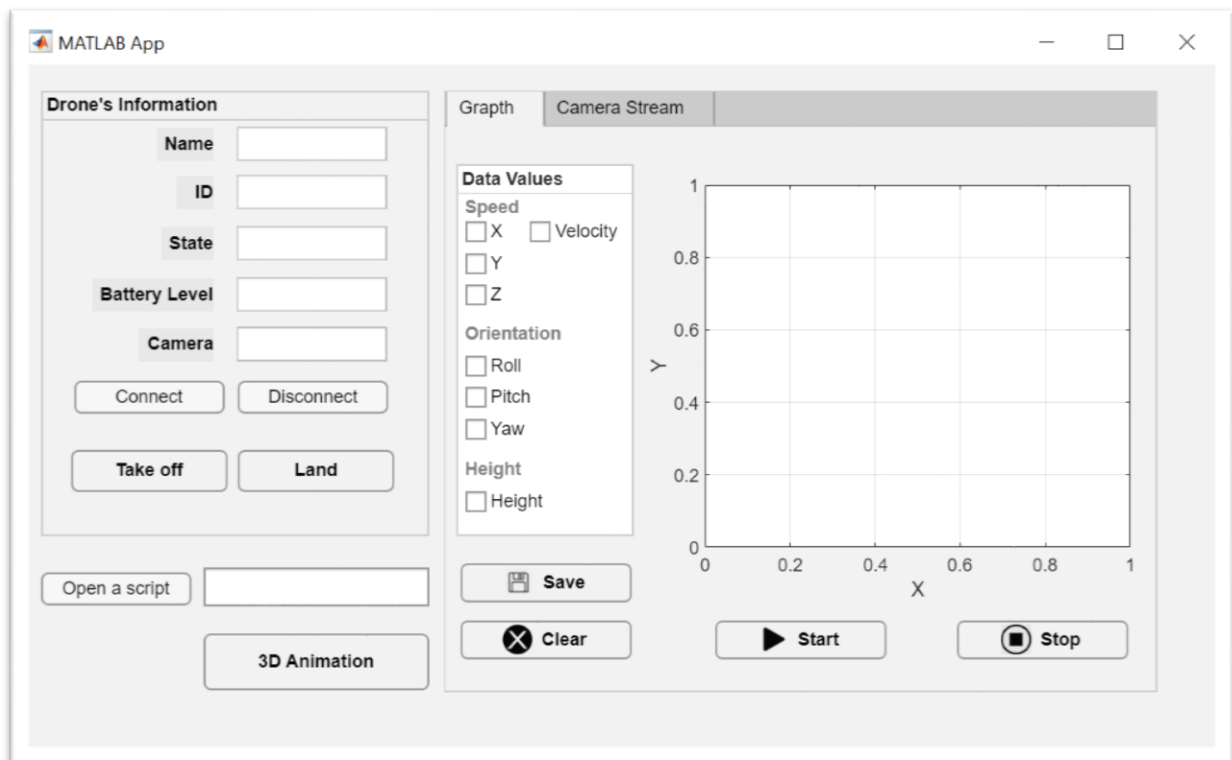 MATLAB App
Drone's Information
Name
ID
State
Battery Level
Camera
Connect Disconnect
Take off Land
Open a script
3D Animation
Grapth Camera Stream
Data Values
Speed
X Velocity
Y
Z
Orientation
Roll
Pitch
Yaw
Height
Height
Save
Clear
1
0.8
0.6
0.4
0.2
0
Y
0 0.2 0.4 0.6 0.8 1
X
Start Stop